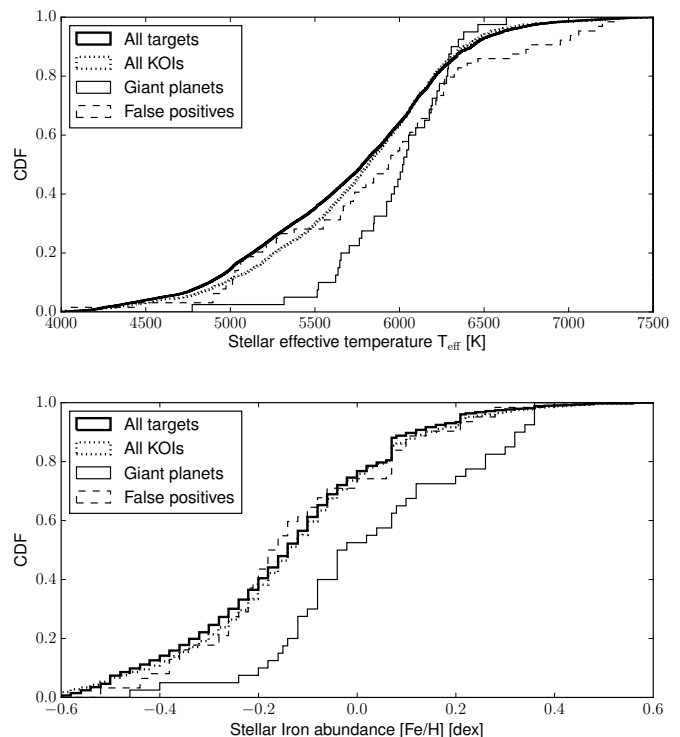 1.0
0.8
0.6
0.4
0.2
0.0
CDF
All targets
All KOIs
Giant planets
False positives
4000 4500 5000 5500 6000 6500 7000 7500
Stellar effective temperature T_eff [K]
1.0
0.8
0.6
0.4
0.2
0.0
CDF
All targets
All KOIs
Giant planets
False positives
−0.6 −0.4 −0.2 0.0 0.2 0.4 0.6
Stellar Iron abundance [Fe/H] [dex]